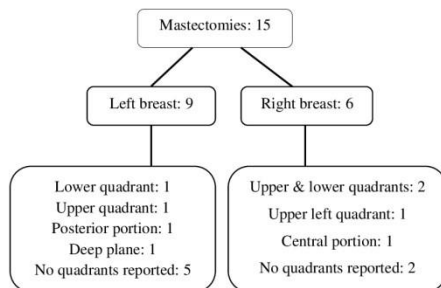 Mastectomies: 15
Left breast: 9
Right breast: 6
Lower quadrant: 1
Upper quadrant: 1
Posterior portion: 1
Deep plane: 1
No quadrants reported: 5
Upper & lower quadrants: 2
Upper left quadrant: 1
Central portion: 1
No quadrants reported: 2